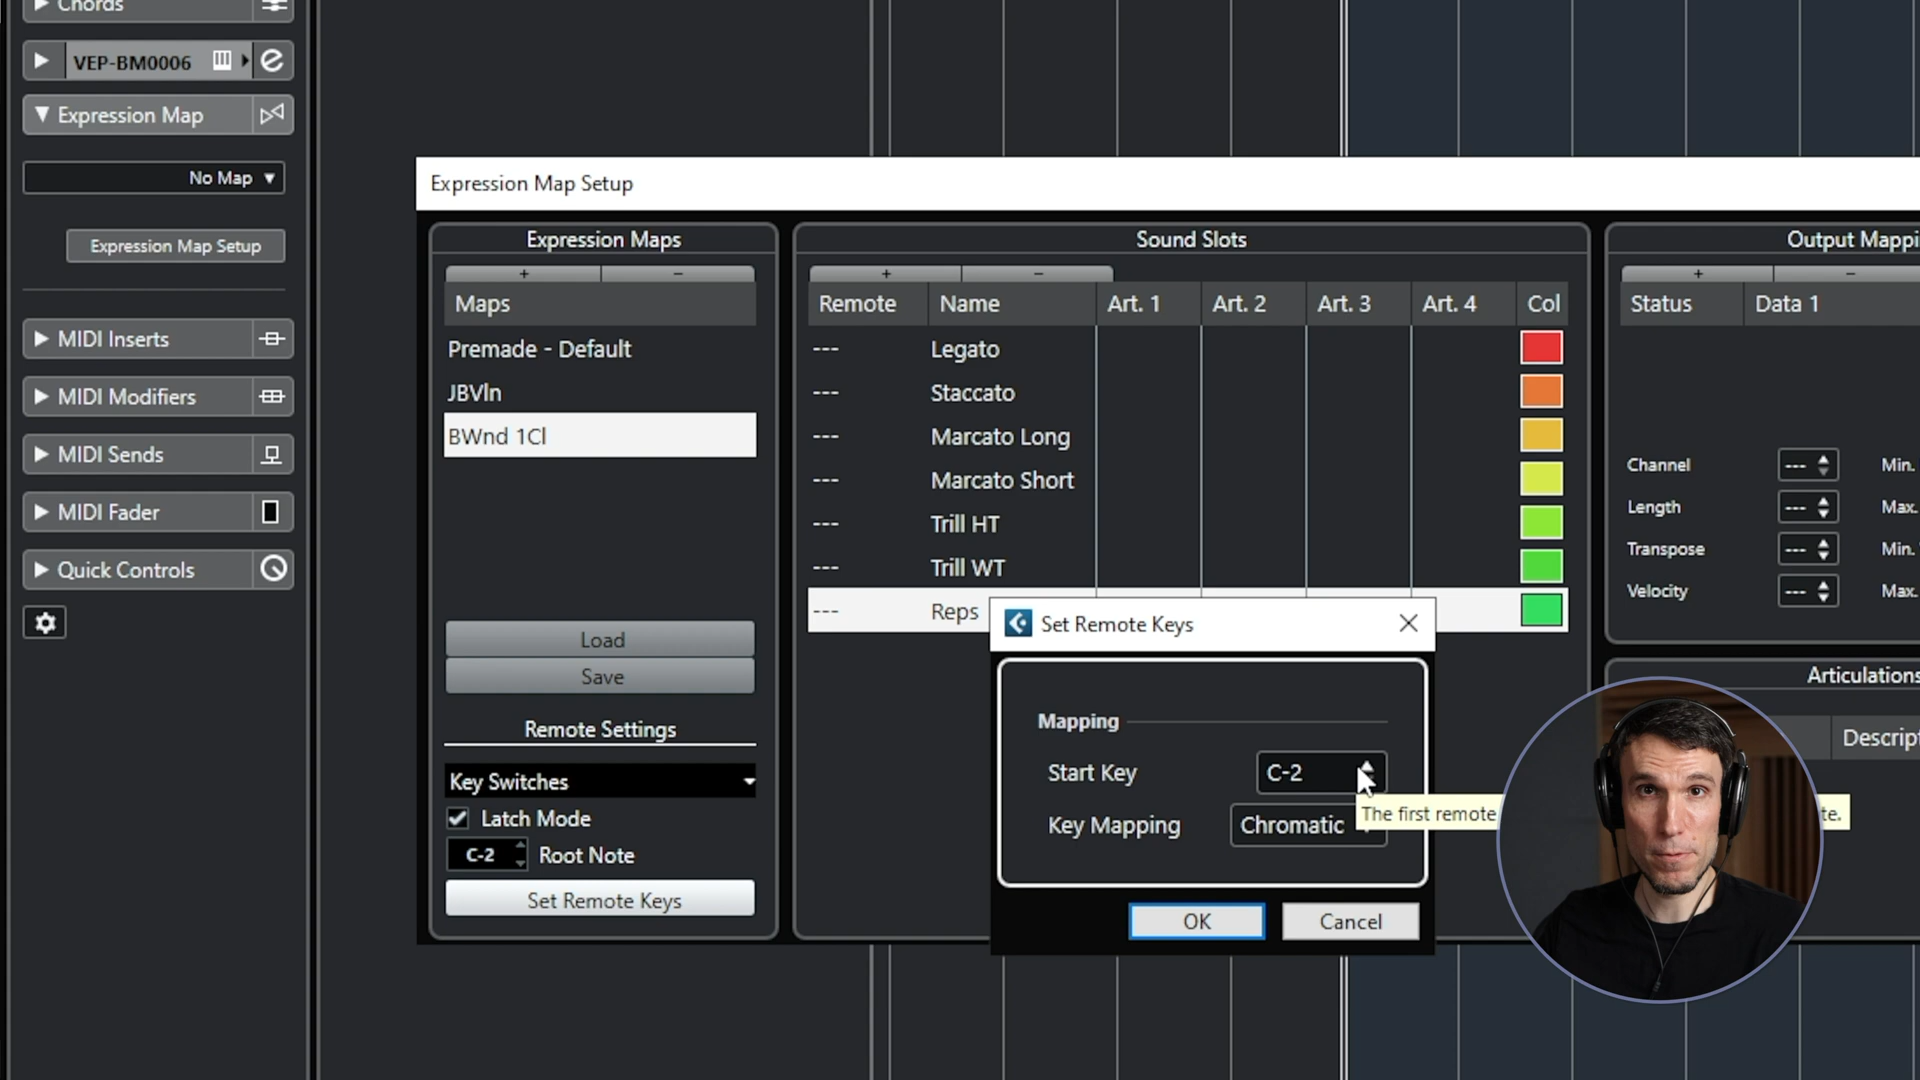 Chords
VEP-BM0006
Expression Map
No Map
Expression Map Setup
MIDI Inserts
MIDI Modifiers
MIDI Sends
MIDI Fader
Quick Controls
Expression Map Setup
Expression Maps
+ -
Maps
Premade - Default
JBVln
BWnd 1Cl
Load
Save
Remote Settings
Key Switches
Latch Mode
C-2 Root Note
Set Remote Keys
Sound Slots
+ -
Remote Name Art. 1 Art. 2 Art. 3 Art. 4 Col
--- Legato
--- Staccato
--- Marcato Long
--- Marcato Short
--- Trill HT
--- Trill WT
--- Reps
Set Remote Keys
Mapping
Start Key C-2
The first remote te.
Key Mapping Chromatic
OK Cancel
Output Mappi
+ -
Status Data 1
Channel --- Min.
Length --- Max.
Transpose --- Min.
Velocity --- Max.
Articulations
Descript